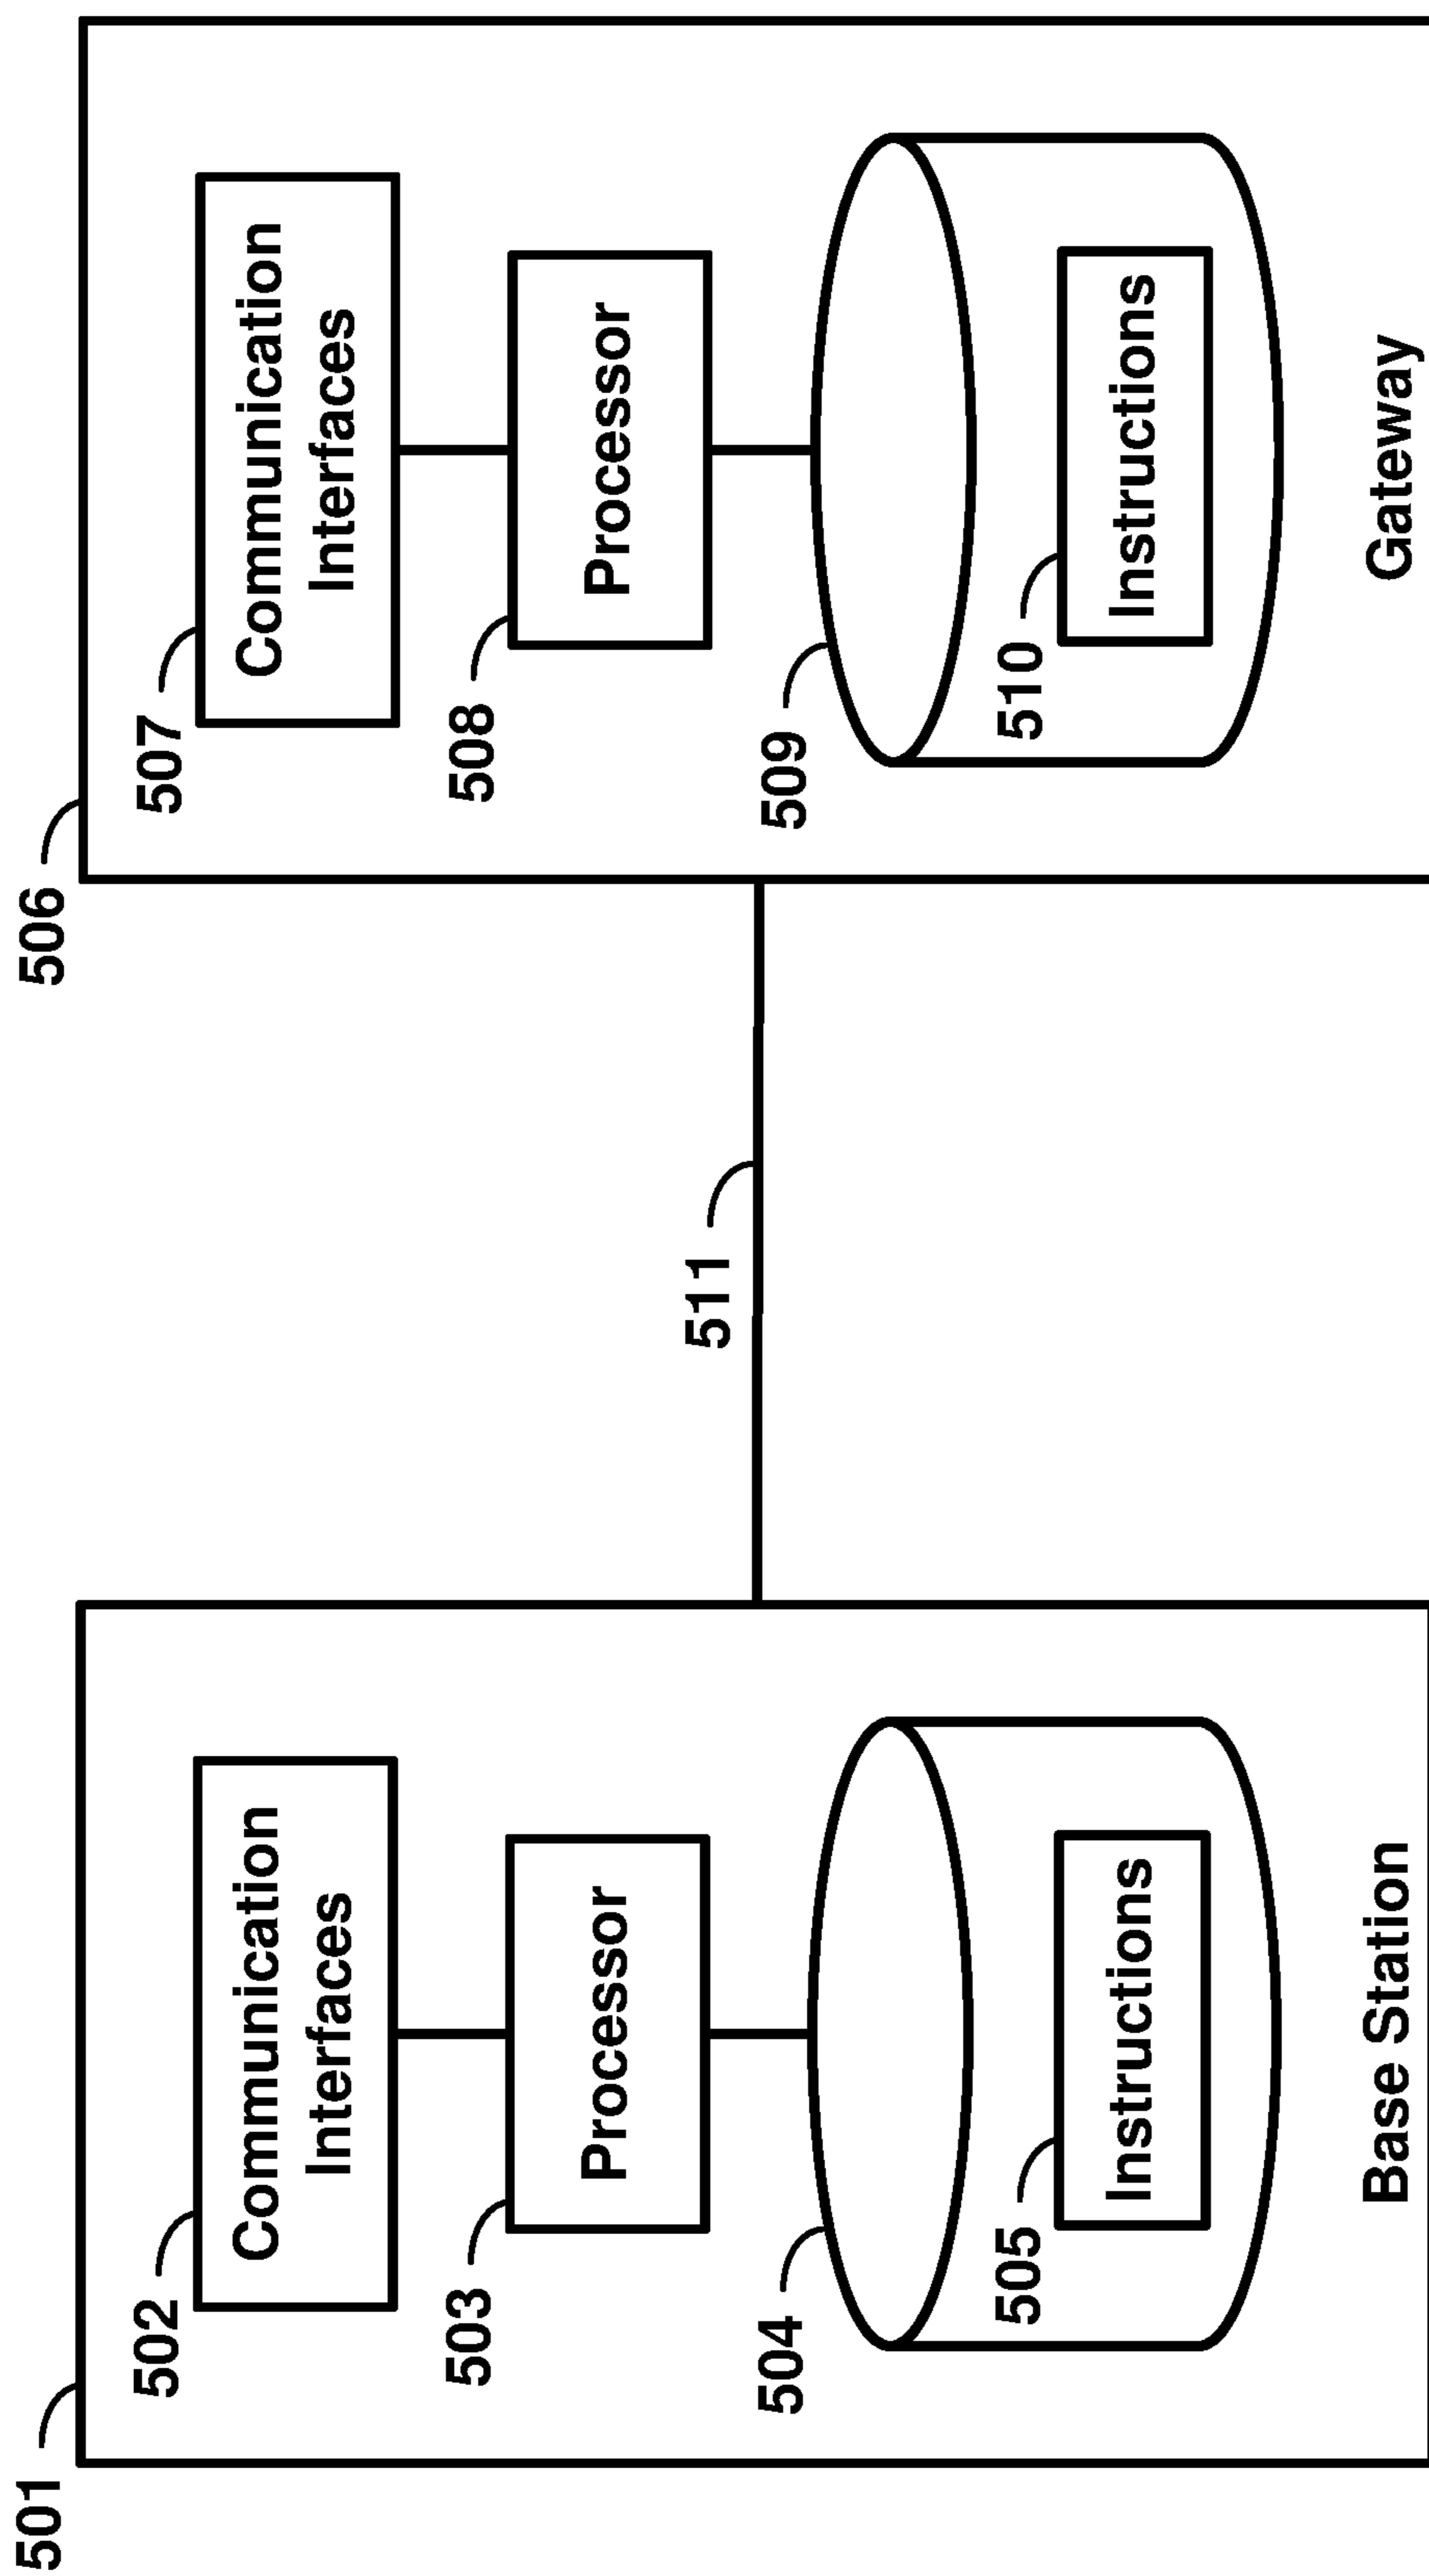 501
502
Communication
Interfaces
503
Processor
504
505
Instructions
Base Station
511
506
507
Communication
Interfaces
508
Processor
509
510
Instructions
Gateway